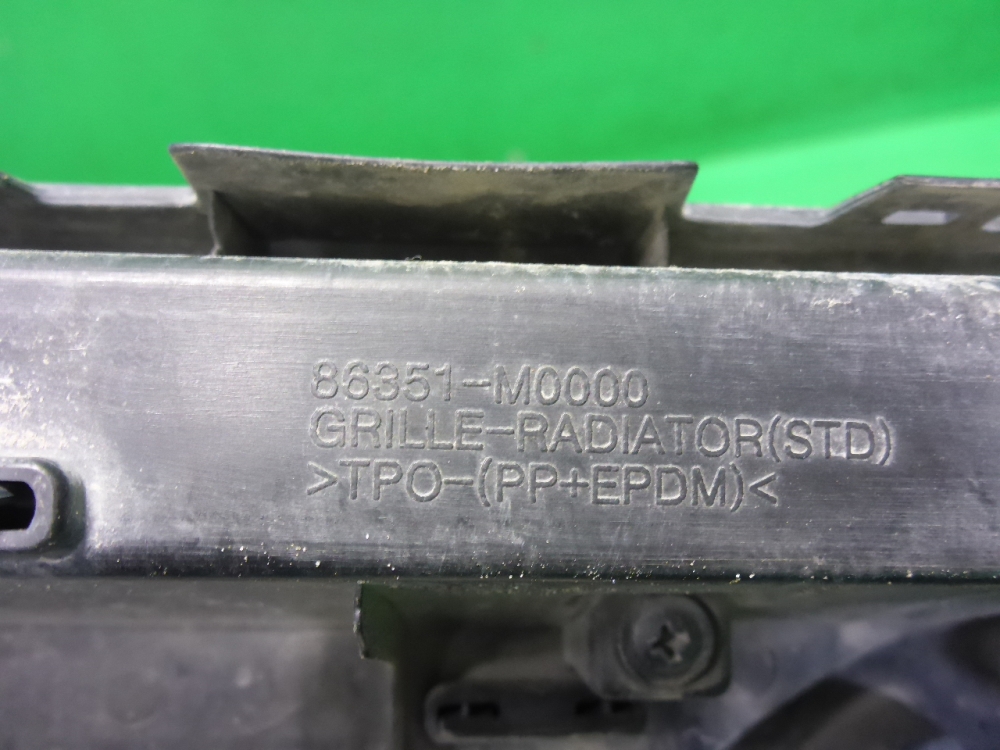 86351-M0000
GRILLE-RADIATOR(STD)
>TPO-(PP+EPDM)<